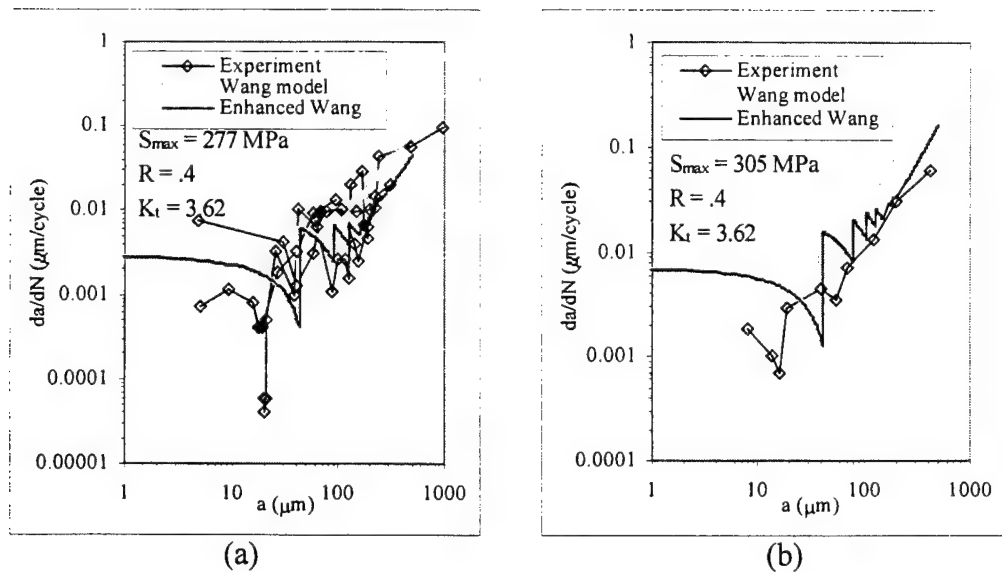 1
Experiment
Wang model
Enhanced Wang
0.1
Smax = 277 MPa
R = .4
Kt = 3.62
0.01
0.001
0.0001
0.00001
da/dN (μm/cycle)
1
10
100
1000
a (μm)
(a)
1
Experiment
Wang model
Enhanced Wang
0.1
Smax = 305 MPa
R = .4
Kt = 3.62
0.01
0.001
0.0001
da/dN (μm/cycle)
1
10
100
1000
a (μm)
(b)